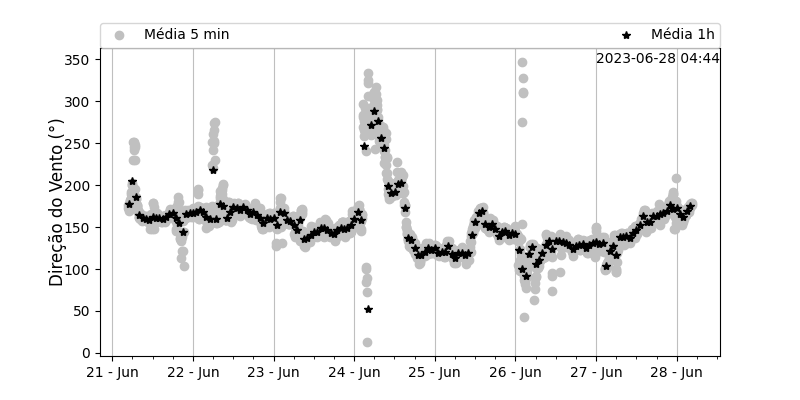 Média 5 min
Média 1h
2023-06-28 04:44
Direção do Vento (°)
350
300
250
200
150
100
50
0
21 - Jun
22 - Jun
23 - Jun
24 - Jun
25 - Jun
26 - Jun
27 - Jun
28 - Jun